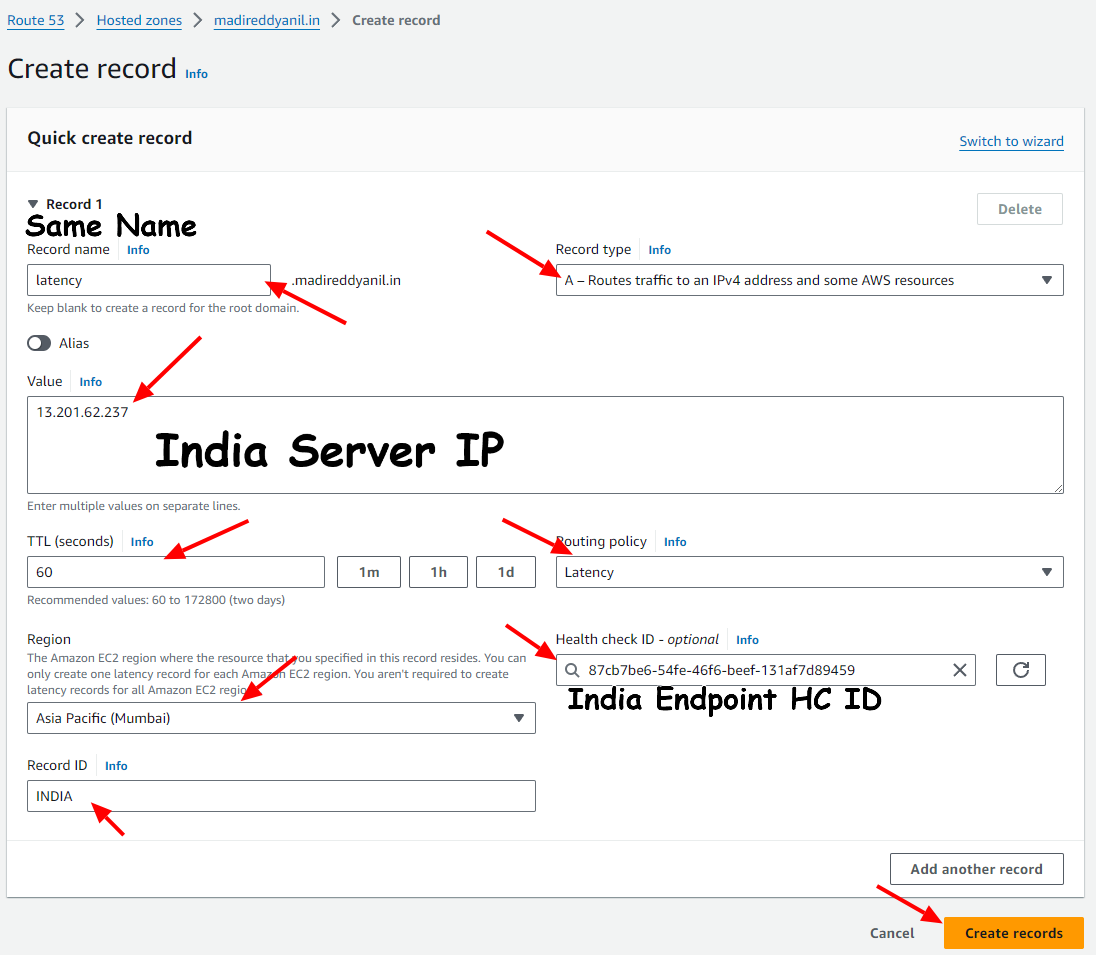 Route 53 > Hosted zones > madireddyanil.in > Create record
Create record Info
Quick create record
Switch to wizard
Record 1
Delete
Same Name
Record name Info
latency
.madireddyanil.in
Keep blank to create a record for the root domain.
Record type Info
A – Routes traffic to an IPv4 address and some AWS resources
Alias
Value Info
13.201.62.237
India Server IP
Enter multiple values on separate lines.
TTL (seconds) Info
60
1m
1h
1d
Recommended values: 60 to 172800 (two days)
Routing policy Info
Latency
Region
The Amazon EC2 region where the resource that you specified in this record resides. You can
only create one latency record for each Amazon EC2 region. You aren't required to create
latency records for all Amazon EC2 regions.
Asia Pacific (Mumbai)
Health check ID - optional Info
87cb7be6-54fe-46f6-beef-131af7d89459
India Endpoint HC ID
Record ID Info
INDIA
Add another record
Cancel
Create records